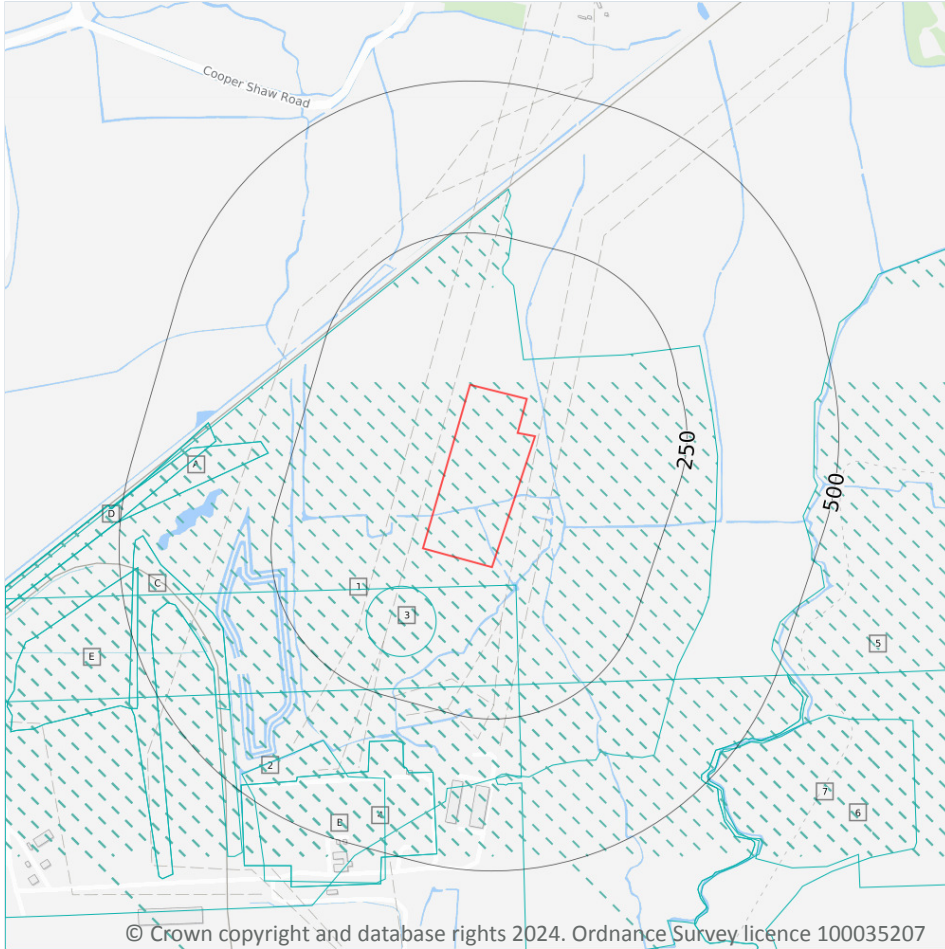 Cooper Shaw Road
250
500
A
D
C
1
3
E
5
2
7
6
B
4
© Crown copyright and database rights 2024. Ordnance Survey licence 100035207